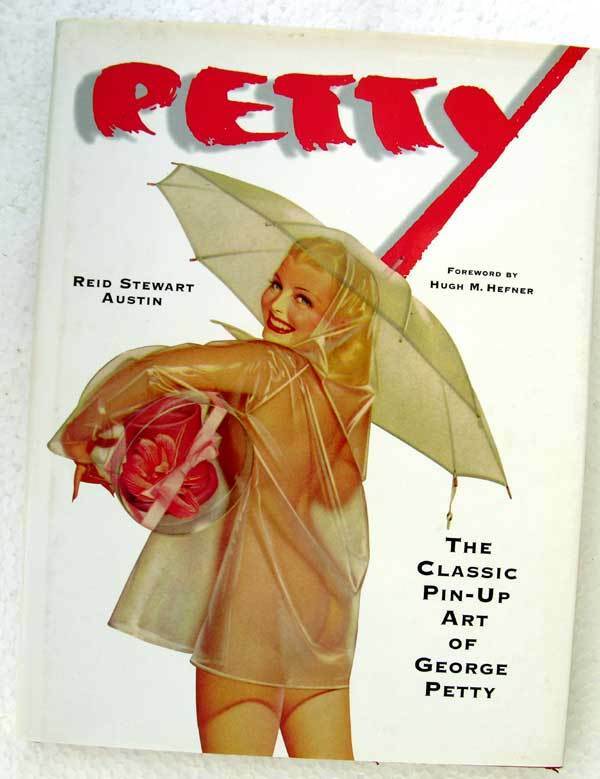 PETTY
REID STEWART
AUSTIN
FOREWORD BY
HUGH M. HEFNER
THE
CLASSIC
PIN-UP
ART
OF
GEORGE
PETTY